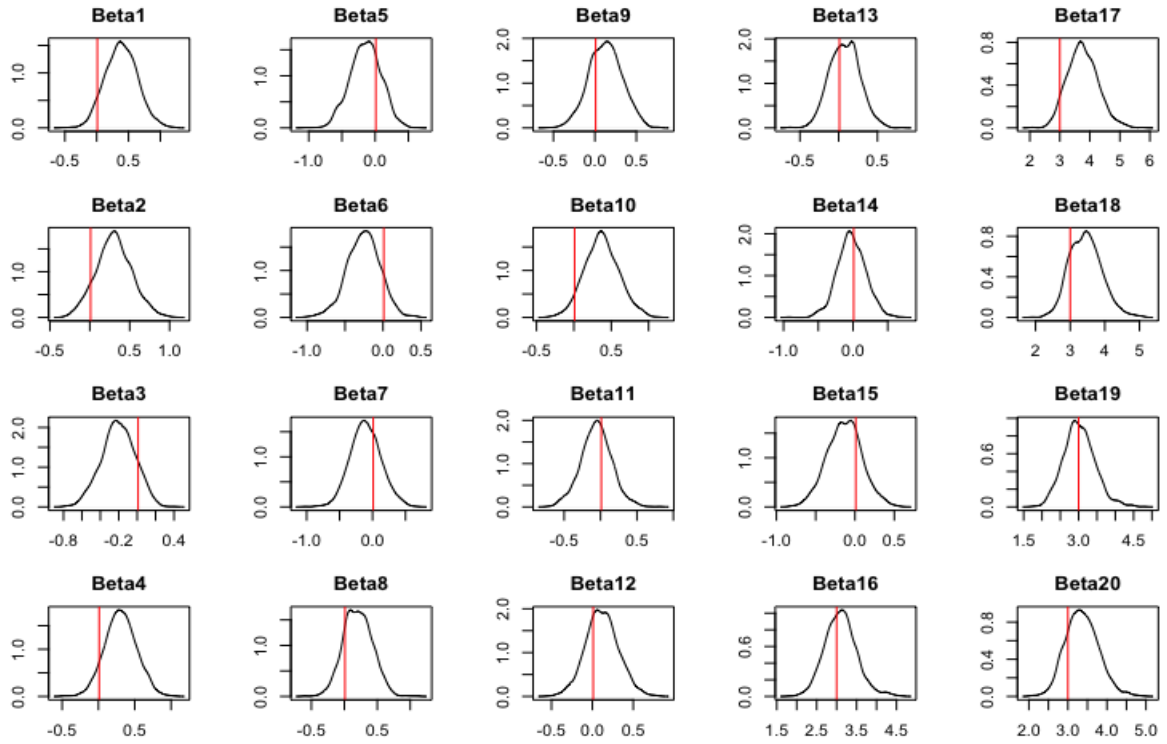 Beta1 Beta5 Beta9 Beta13 Beta17
0.0 1.0
-0.5 0.5
0.0 1.0
-1.0 0.0
0.0 1.0 2.0
-0.5 0.0 0.5
0.0 1.0 2.0
-0.5 0.5
0.0 0.4 0.8
2 3 4 5 6
Beta2 Beta6 Beta10 Beta14 Beta18
0.0 1.0
-0.5 0.5 1.0
0.0 1.0
-1.0 0.0 0.5
0.0 1.0
-0.5 0.5
0.0 1.0 2.0
-1.0 0.0
0.0 0.4 0.8
2 3 4 5
Beta3 Beta7 Beta11 Beta15 Beta19
0.0 1.0 2.0
-0.8 -0.2 0.4
0.0 1.0
-1.0 0.0
0.0 1.0 2.0
-0.5 0.5
0.0 1.0
-1.0 0.0 0.5
0.0 0.6
1.5 3.0 4.5
Beta4 Beta8 Beta12 Beta16 Beta20
0.0 1.0
-0.5 0.5
0.0 1.0
-0.5 0.5
0.0 1.0 2.0
-0.5 0.0 0.5
0.0 0.6
1.5 2.5 3.5 4.5
0.0 0.4 0.8
2.0 3.0 4.0 5.0